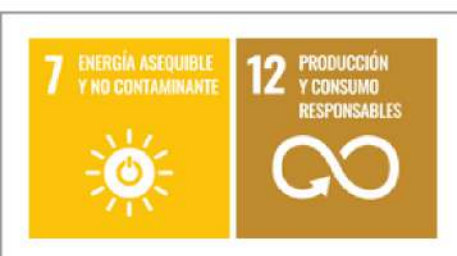 7 ENERGÍA ASEQUIBLE
Y NO CONTAMINANTE
12 PRODUCCIÓN
Y CONSUMO
RESPONSABLES